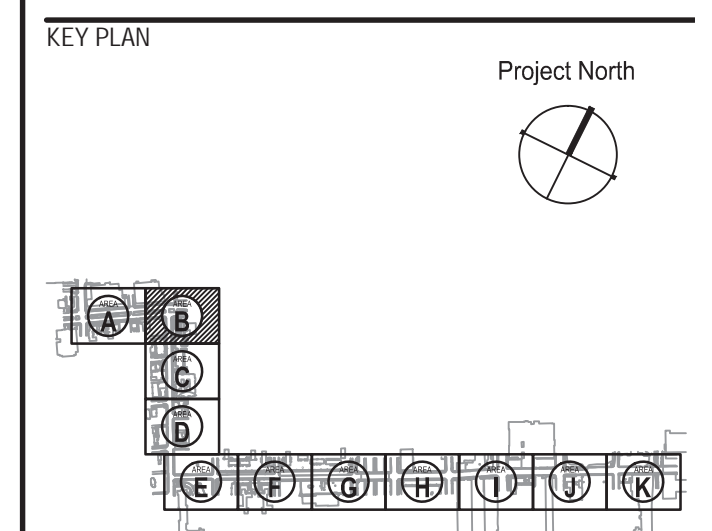 KEY PLAN
Project North
AREA
A
AREA
B
AREA
C
AREA
D
AREA
E
AREA
F
AREA
G
AREA
H
AREA
I
AREA
J
AREA
K